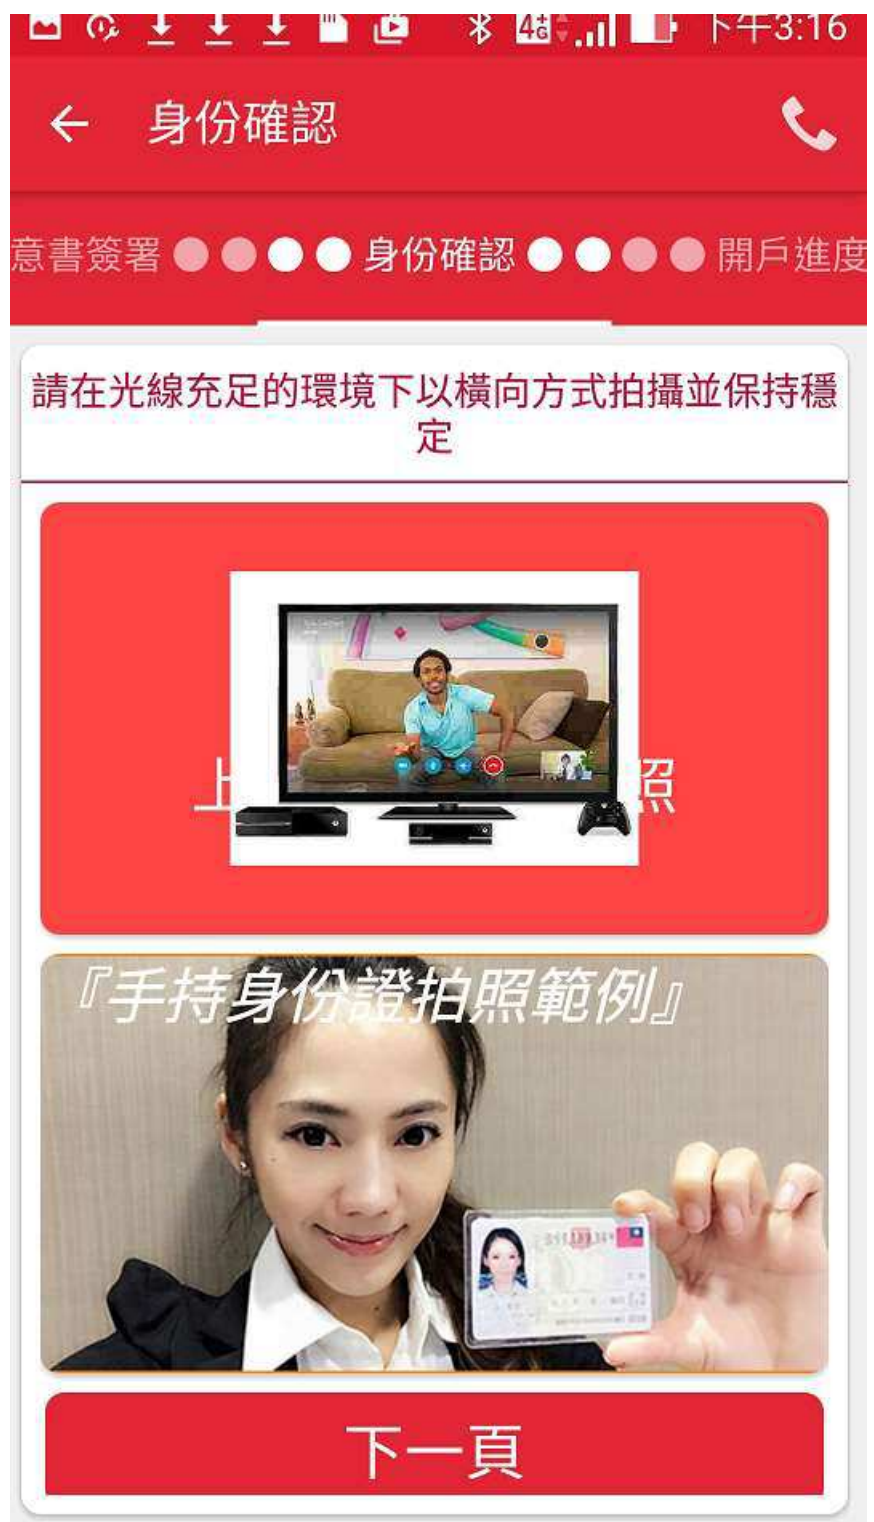 下午3:16
身份確認
意書簽署
身份確認
開戶進度
請在光線充足的環境下以橫向方式拍攝並保持穩
定
上
照
『手持身份證拍照範例』
下一頁